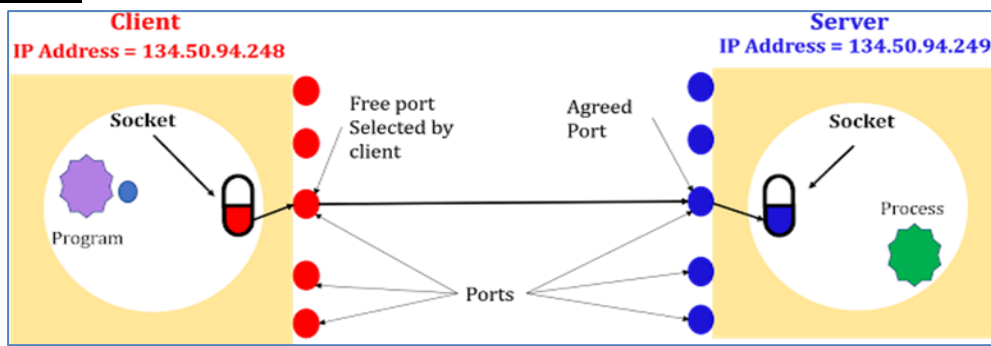 Client
IP Address = 134.50.94.248
Server
IP Address = 134.50.94.249
Socket
Program
Free port
Selected by
client
Agreed
Port
Ports
Socket
Process